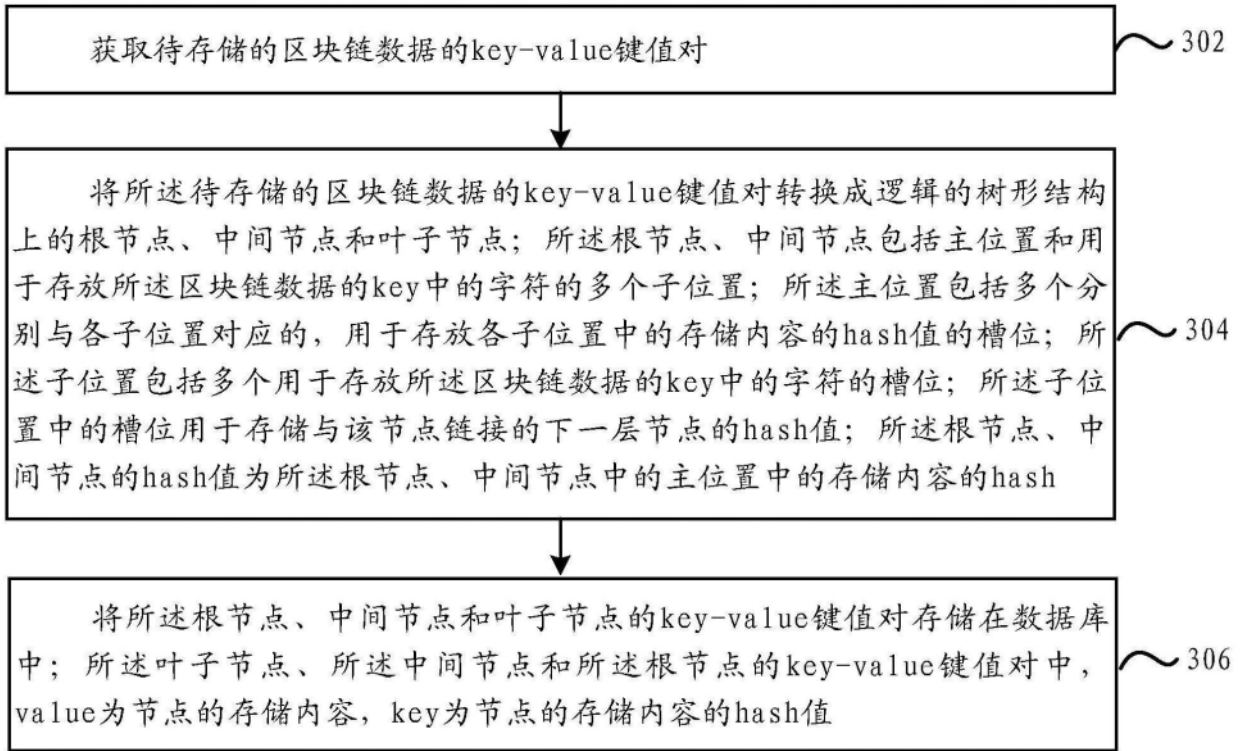 获取待存储的区块链数据的key-value键值对
302
将所述待存储的区块链数据的key-value键值对转换成逻辑的树形结构
上的根节点、中间节点和叶子节点；所述根节点、中间节点包括主位置和用
于存放所述区块链数据的key中的字符的多个子位置；所述主位置包括多个分
别与各子位置对应的，用于存放各子位置中的存储内容的hash值的槽位；所
述子位置包括多个用于存放所述区块链数据的key中的字符的槽位；所述子位
置中的槽位用于存储与该节点链接的下一层节点的hash值；所述根节点、中
间节点的hash值为所述根节点、中间节点中的主位置中的存储内容的hash
304
将所述根节点、中间节点和叶子节点的key-value键值对存储在数据库
中；所述叶子节点、所述中间节点和所述根节点的key-value键值对中，
value为节点的存储内容，key为节点的存储内容的hash值
306